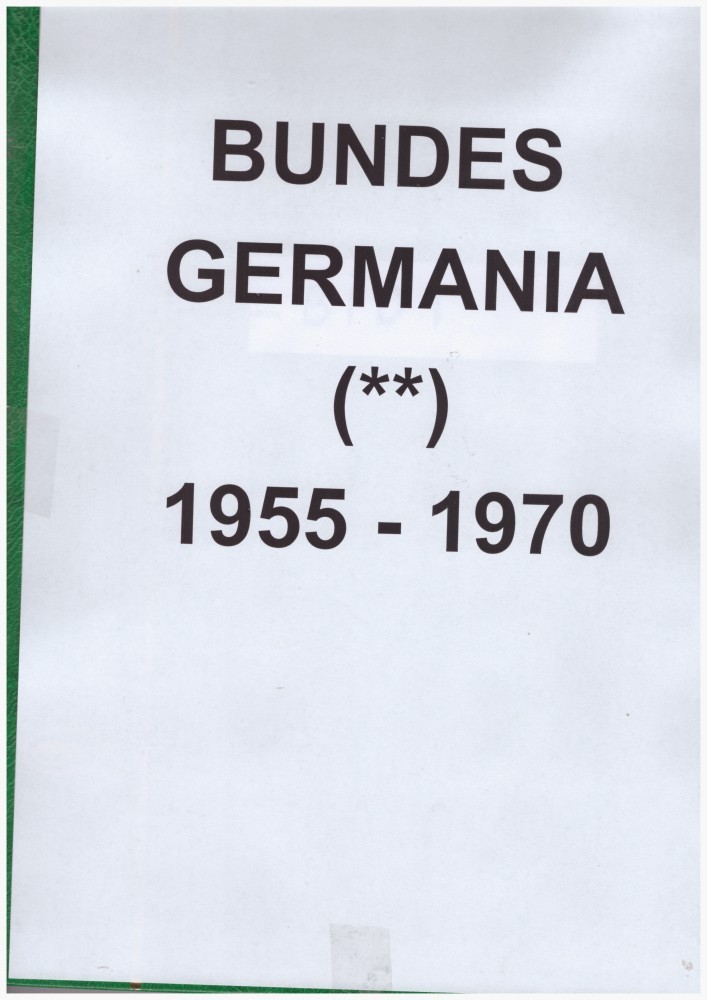 BUNDES
GERMANIA
(**)
1955 - 1970